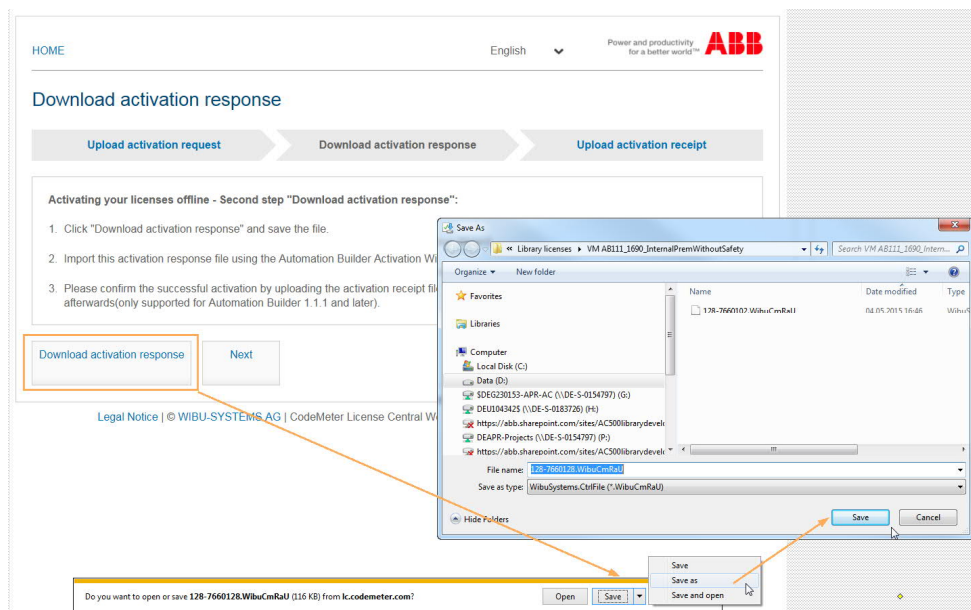 HOME
English
Power and productivity
for a better world™
ABB
Download activation response
Upload activation request
Download activation response
Upload activation receipt
Activating your licenses offline - Second step "Download activation response":
1. Click "Download activation response" and save the file.
2. Import this activation response file using the Automation Builder Activation Wi
3. Please confirm the successful activation by uploading the activation receipt fil
afterwards(only supported for Automation Builder 1.1.1 and later).
Download activation response
Next
Legal Notice | © WIBU-SYSTEMS AG | CodeMeter License Central W
Save As
« Library licenses ▸ VM AB111_1690_InternalPremWithoutSafety
Search VM AB111_1690_Intern...
Organize
New folder
Name
Date modified
Type
Favorites
128-7660102.WibuCmRaU
04.05.2015 16:46
WibuS
Libraries
Computer
Local Disk (C:)
Data (D:)
$DEG230153-APR-AC (\\DE-S-0154797) (G:)
DEU104342$ (\\DE-S-0183726) (H:)
https://abb.sharepoint.com/sites/AC500librarydevelo
DEAPR-Projects (\\DE-S-0154797) (P:)
https://abb.sharepoint.com/sites/AC500librarydevelo
File name: 128-7660128.WibuCmRaU
Save as type: WibuSystems.CtrlFile (*.WibuCmRaU)
Hide Folders
Save
Cancel
Save
Save as
Save and open
Do you want to open or save 128-7660128.WibuCmRaU (116 KB) from lc.codemeter.com?
Open
Save